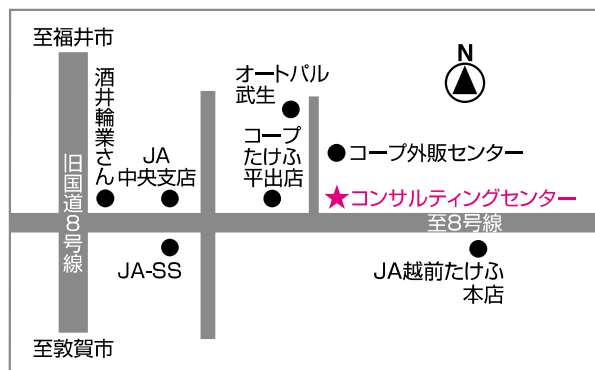 至福井市
酒井輪業さん
旧国道8号線
JA
中央支店
オートパル
武生
コープ
たけふ
平出店
N
コープ外販センター
★コンサルティングセンター
至8号線
JA-SS
JA越前たけふ
本店
至敦賀市